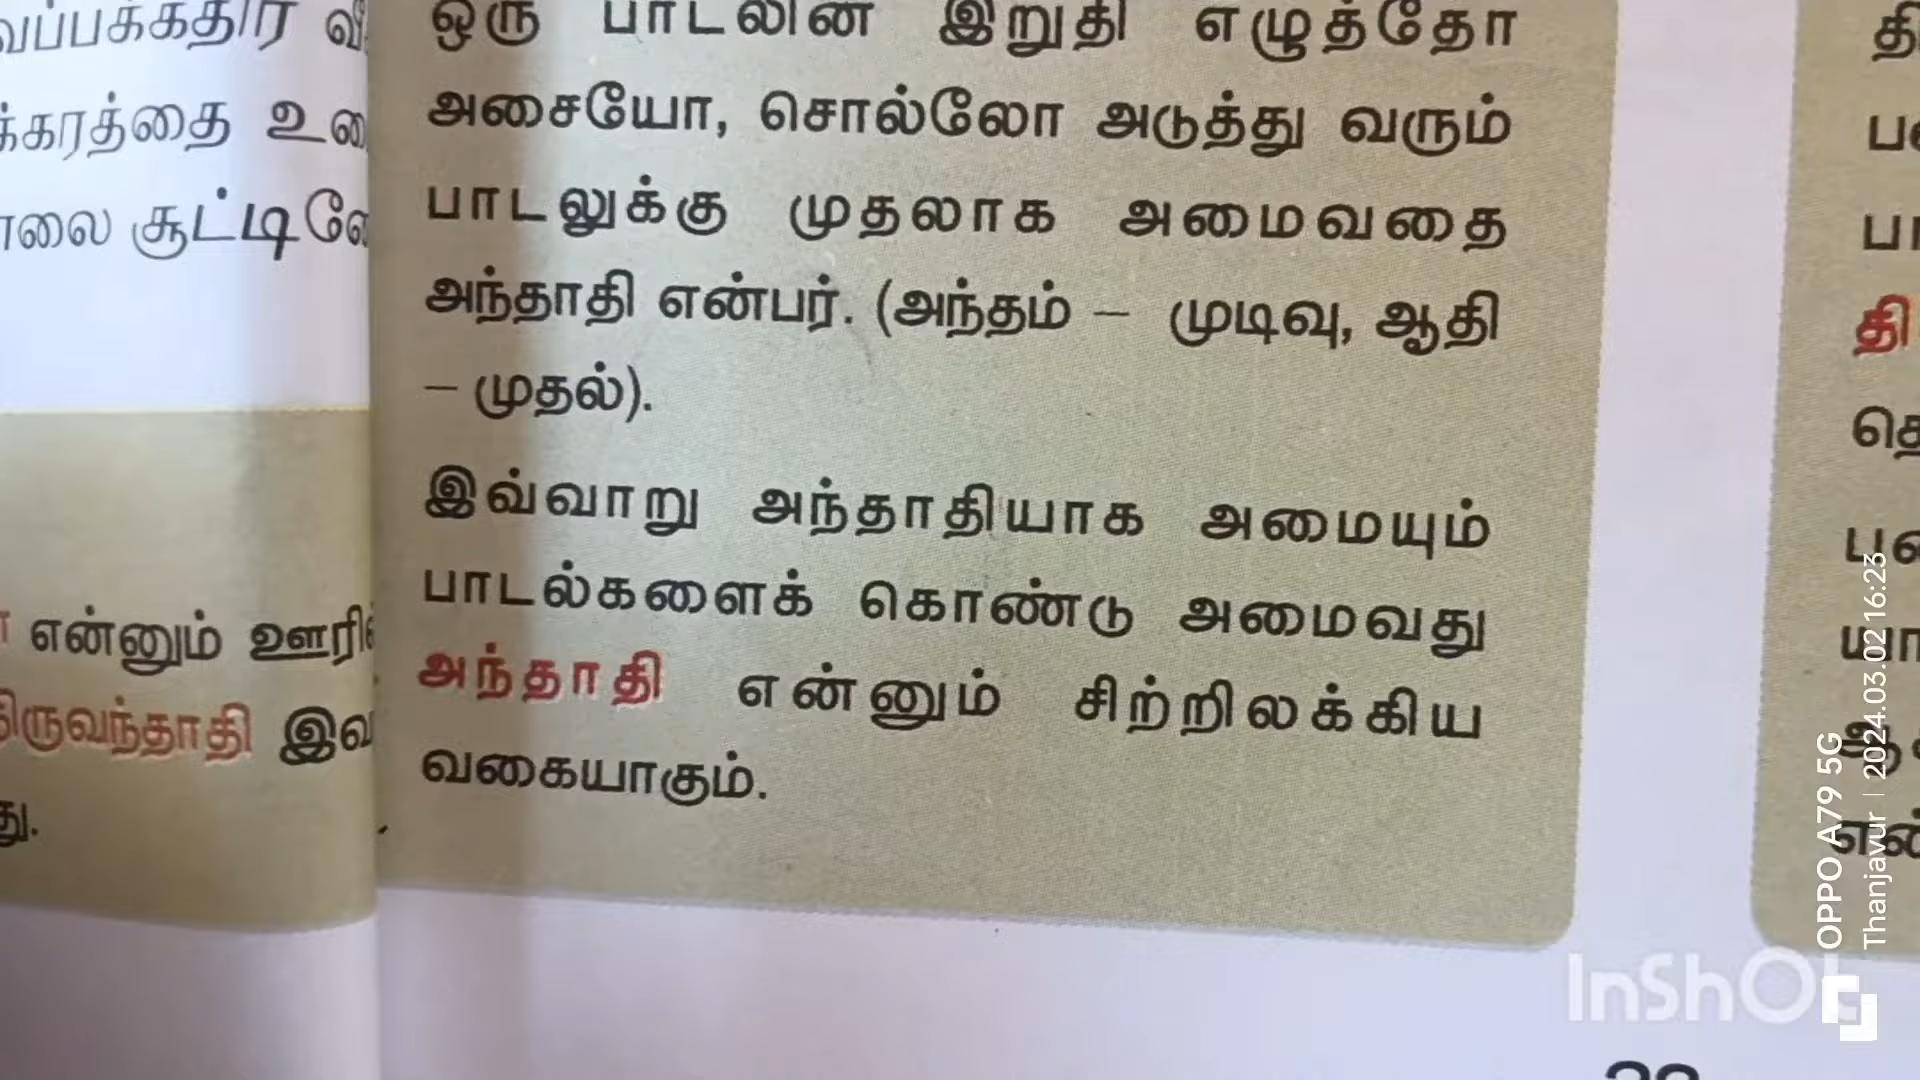 க்கரத்தை
சூட்டி
என்னும்
திருவந்தாதி
து.
ஒரு பாடலின் இறுதி எழுத்தோ
அசையோ, சொல்லோ அடுத்து வரும்
பாடலுக்கு முதலாக அமைவதை
அந்தாதி என்பர். (அந்தம் – முடிவு, ஆதி
– முதல்).
இவ்வாறு அந்தாதியாக அமையும்
பாடல்களைக் கொண்டு அமைவது
அந்தாதி என்னும் சிற்றிலக்கிய
வகையாகும்.
தி
OPPO A79 5G
Thanjavur | 2024.03.02 16:23
InShOt